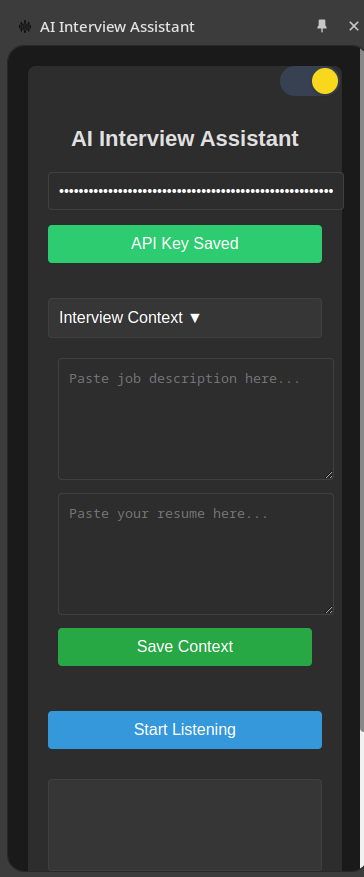 AI Interview Assistant
AI Interview Assistant
API Key Saved
Interview Context ▼
Paste job description here...
Paste your resume here...
Save Context
Start Listening